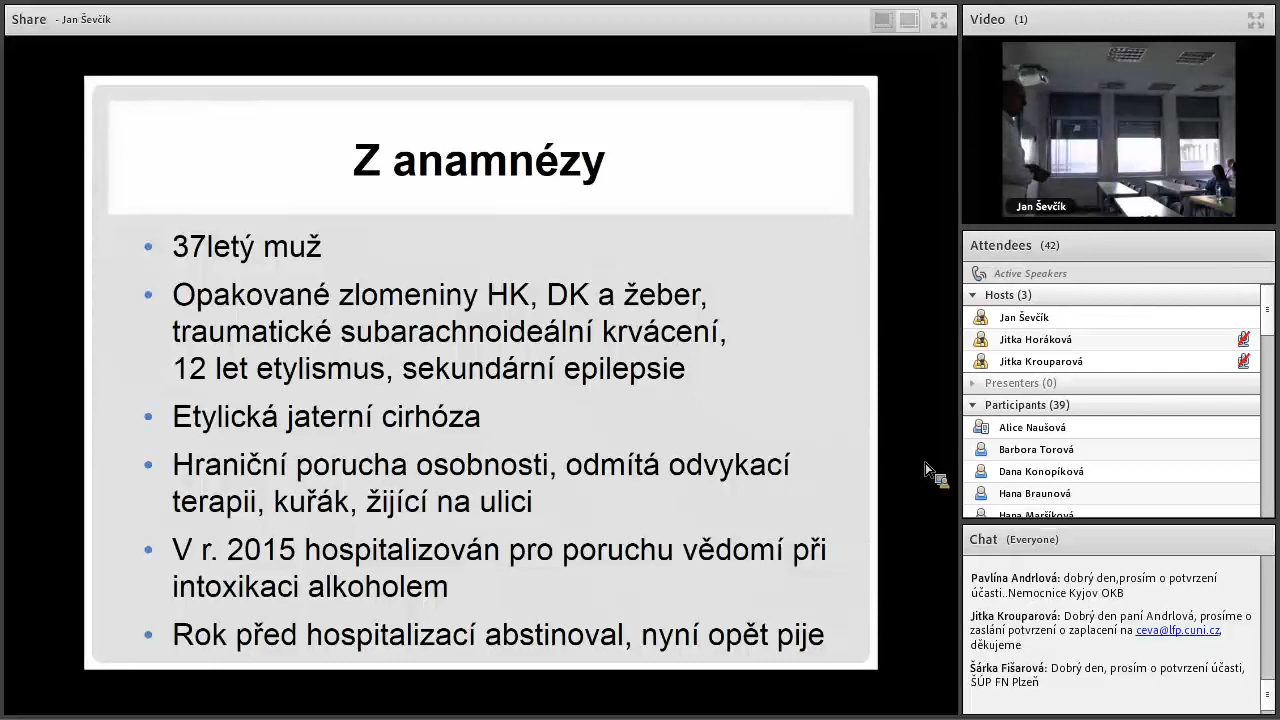 Share - Jan Ševčík
Z anamnézy
• 37letý muž
• Opakované zlomeniny HK, DK a žeber,
traumatické subarachnoideální krvácení,
12 let etylismus, sekundární epilepsie
• Etylická jaterní cirhóza
• Hraniční porucha osobnosti, odmítá odvykací
terapii, kuřák, žijící na ulici
• V r. 2015 hospitalizován pro poruchu vědomí při
intoxikaci alkoholem
• Rok před hospitalizací abstinoval, nyní opět pije
Video (1)
Jan Ševčík
Attendees (42)
Active Speakers
Hosts (3)
Jan Ševčík
Jitka Horáková
Jitka Krouparová
Presenters (0)
Participants (39)
Alice Naušová
Barbora Torová
Dana Konopíková
Hana Braunová
Hana Maršíková
Chat (Everyone)
Pavlína Andrlová: dobrý den,prosím o potvrzení
účasti..Nemocnice Kyjov OKB
Jitka Krouparová: Dobrý den paní Andrlová, prosíme o
zaslání potvrzení o zaplacení na ceva@lfp.cuni.cz,
děkujeme
Šárka Fišarová: Dobrý den, prosím o potvrzení účasti,
ŠÚP FN Plzeň